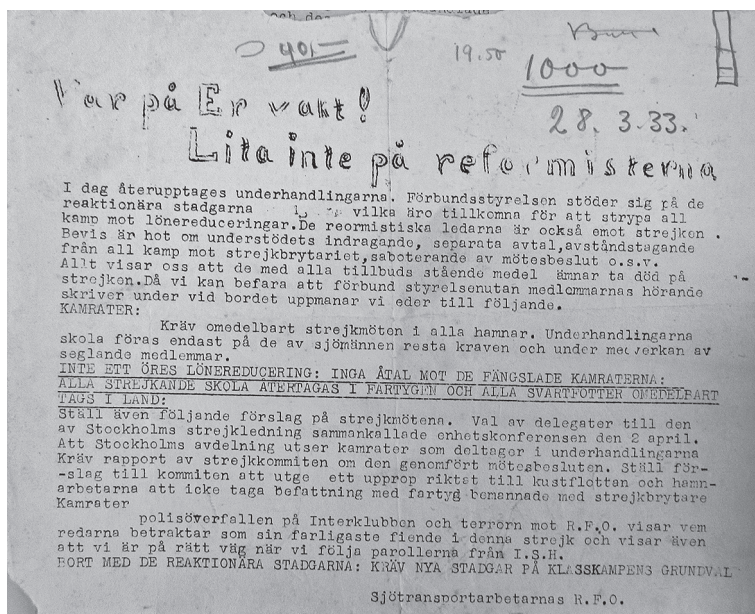 och des
401-
19.50
1000
28. 3.33.
Var på Er vakt!
Lita inte på reformisterna
I dag återupptages underhandlingarna. Förbundsstyrelsen stöder sig på de
reaktionära stadgarna vilka äro tillkomna för att strypa all
kamp mot lönereduceringar.De reormistiska ledarna är också emot strejken .
Bevis är hot om understödets indragande, separata avtal,avståndstagande
från all kamp mot strejkbrytariet,saboterande av mötesbeslut o.s.v.
Allt visar oss att de med alla tillbuds stående medel ämnar ta död på
strejken.Då vi kan befara att förbund styrelsenutan medlemmarnas hörande
skriver under vid bordet uppmanar vi eder till följande.
KAMRATER:
Kräv omedelbart strejkmöten i alla hamnar. Underhandlingarna
skola föras endast på de av sjömännen resta kraven och under medverkan av
seglande medlemmar.
INTE ETT ÖRES LÖNEREDUCERING: INGA ÅTAL MOT DE FÄNGSLADE KAMRATERNA:
ALLA STREJKANDE SKOLA ÅTERTAGAS I FARTYGEN OCH ALLA SVARTFÖTTER OMEDELBART
TAGS I LAND:
Ställ även följande förslag på strejkmötena. Val av delegater till den
av Stockholms strejkledning sammankallade enhetskonferensen den 2 april.
Att Stockholms avdelning utser kamrater som deltager i underhandlingarna
Kräv rapport av strejkkommiten om den genomfört mötesbesluten. Ställ för-
-slag till kommiten att utge ett upprop riktst till kustflottan och hamn-
arbetarna att icke taga befattning med fartyg bemannade med strejkbrytare
Kamrater
polisöverfallen på Interklubben och terrorn mot R.F.O. visar vem
redarna betraktar som sin farligaste fiende i denna strejk och visar även
att vi är på rätt väg när vi följa parollerna från I.S.H.
BORT MED DE REAKTIONÄRA STADGARNA: KRÄV NYA STADGAR PÅ KLASSKAMPENS GRUNDVAL
Sjötransportarbetarnas R.F.O.